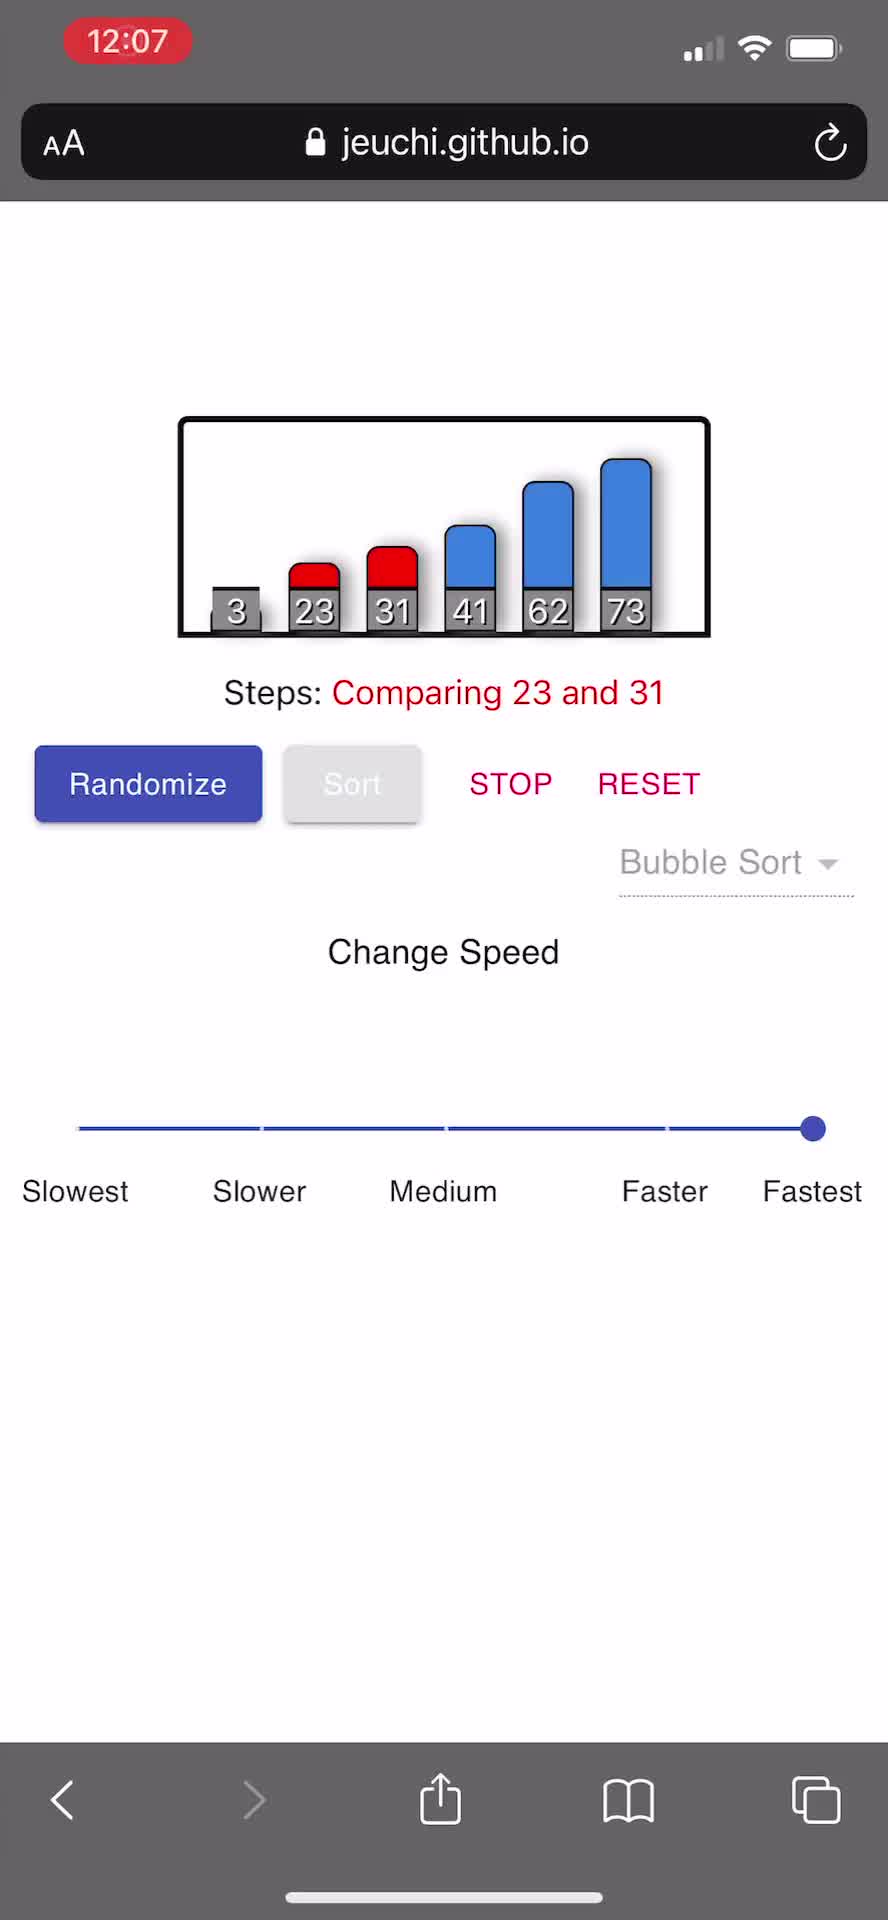 12:07
AA jeuchi.github.io
3 23 31 41 62 73
Steps: Comparing 23 and 31
Randomize Sort STOP RESET
Bubble Sort
Change Speed
Slowest Slower Medium Faster Fastest